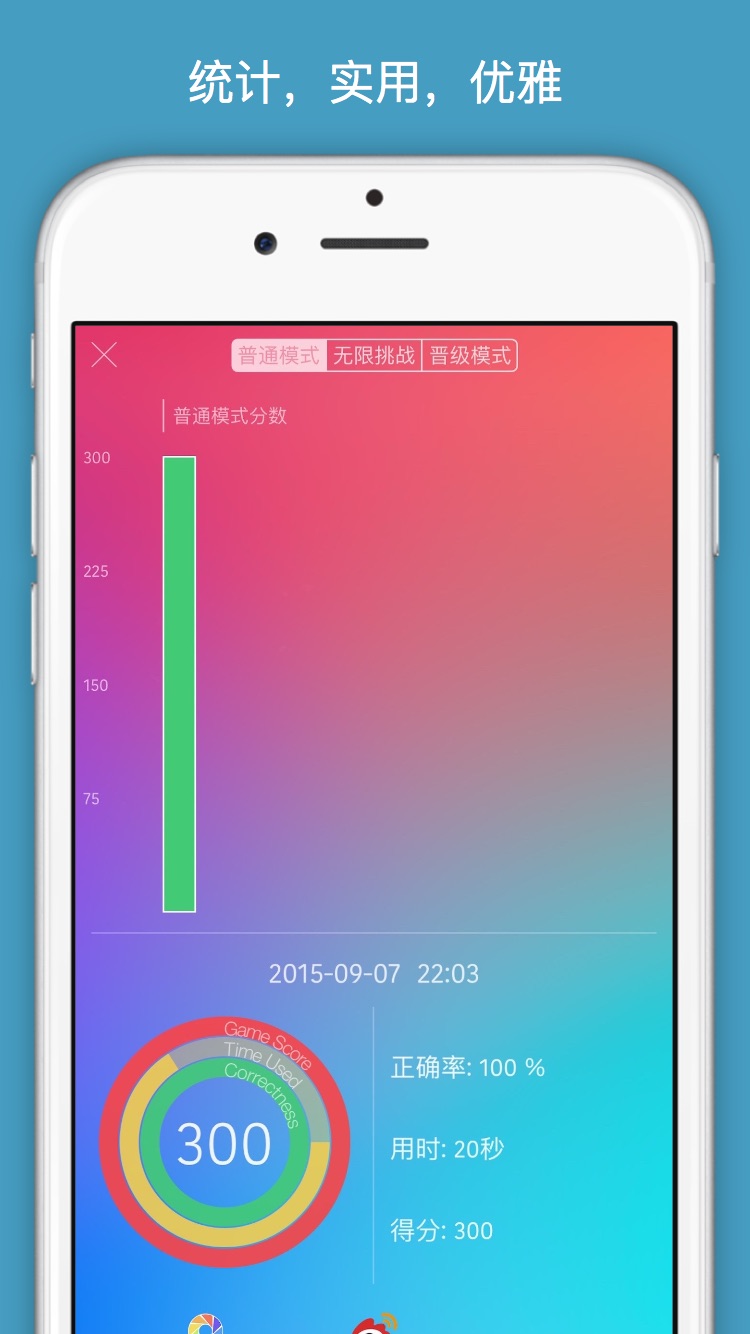 统计，实用，优雅
普通模式 无限挑战 晋级模式
普通模式分数
300
225
150
75
2015-09-07 22:03
Game Score
Time Used
Correctness
300
正确率: 100 %
用时: 20秒
得分: 300